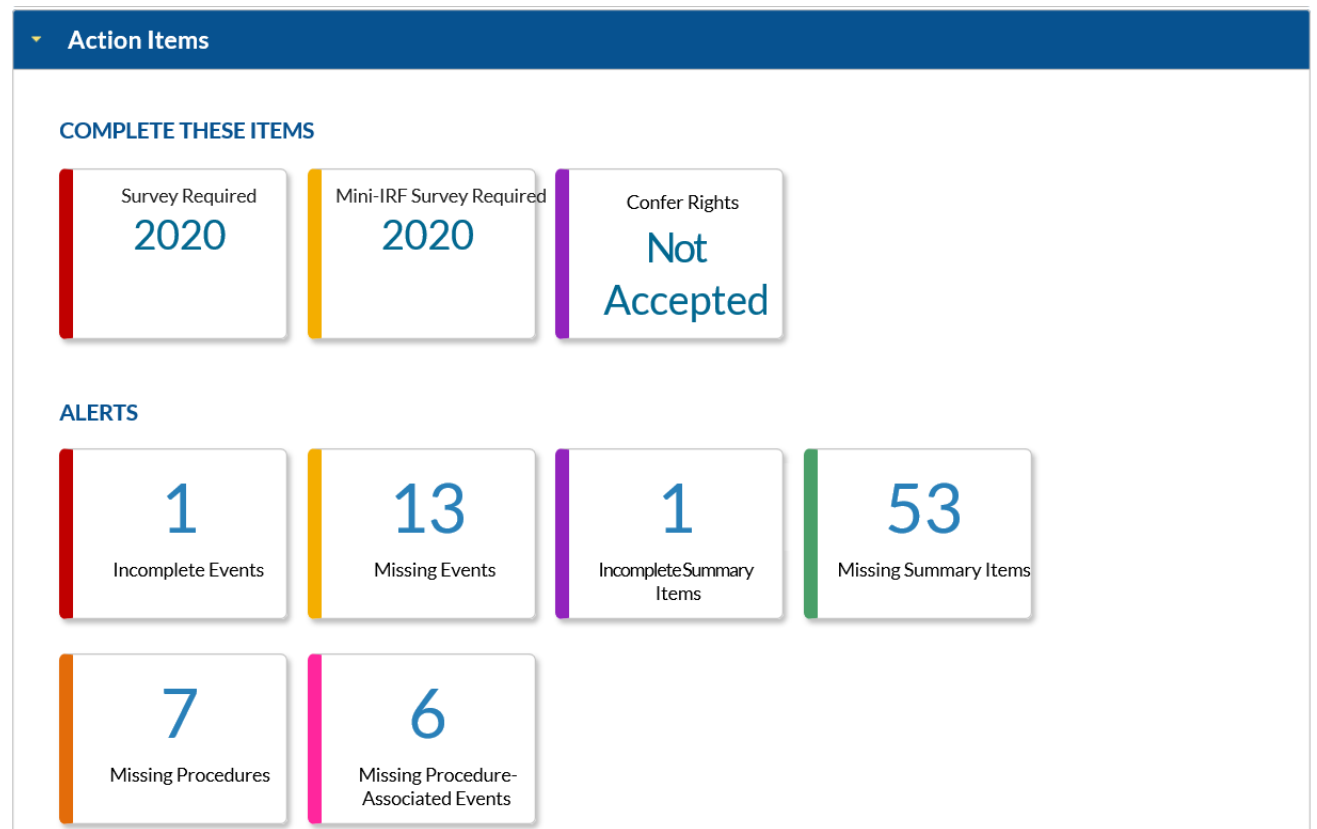 Action Items
COMPLETE THESE ITEMS
Survey Required
2020
Mini-IRF Survey Required
2020
Confer Rights
Not
Accepted
ALERTS
1
Incomplete Events
13
Missing Events
1
Incomplete Summary
Items
53
Missing Summary Items
7
Missing Procedures
6
Missing Procedure-
Associated Events